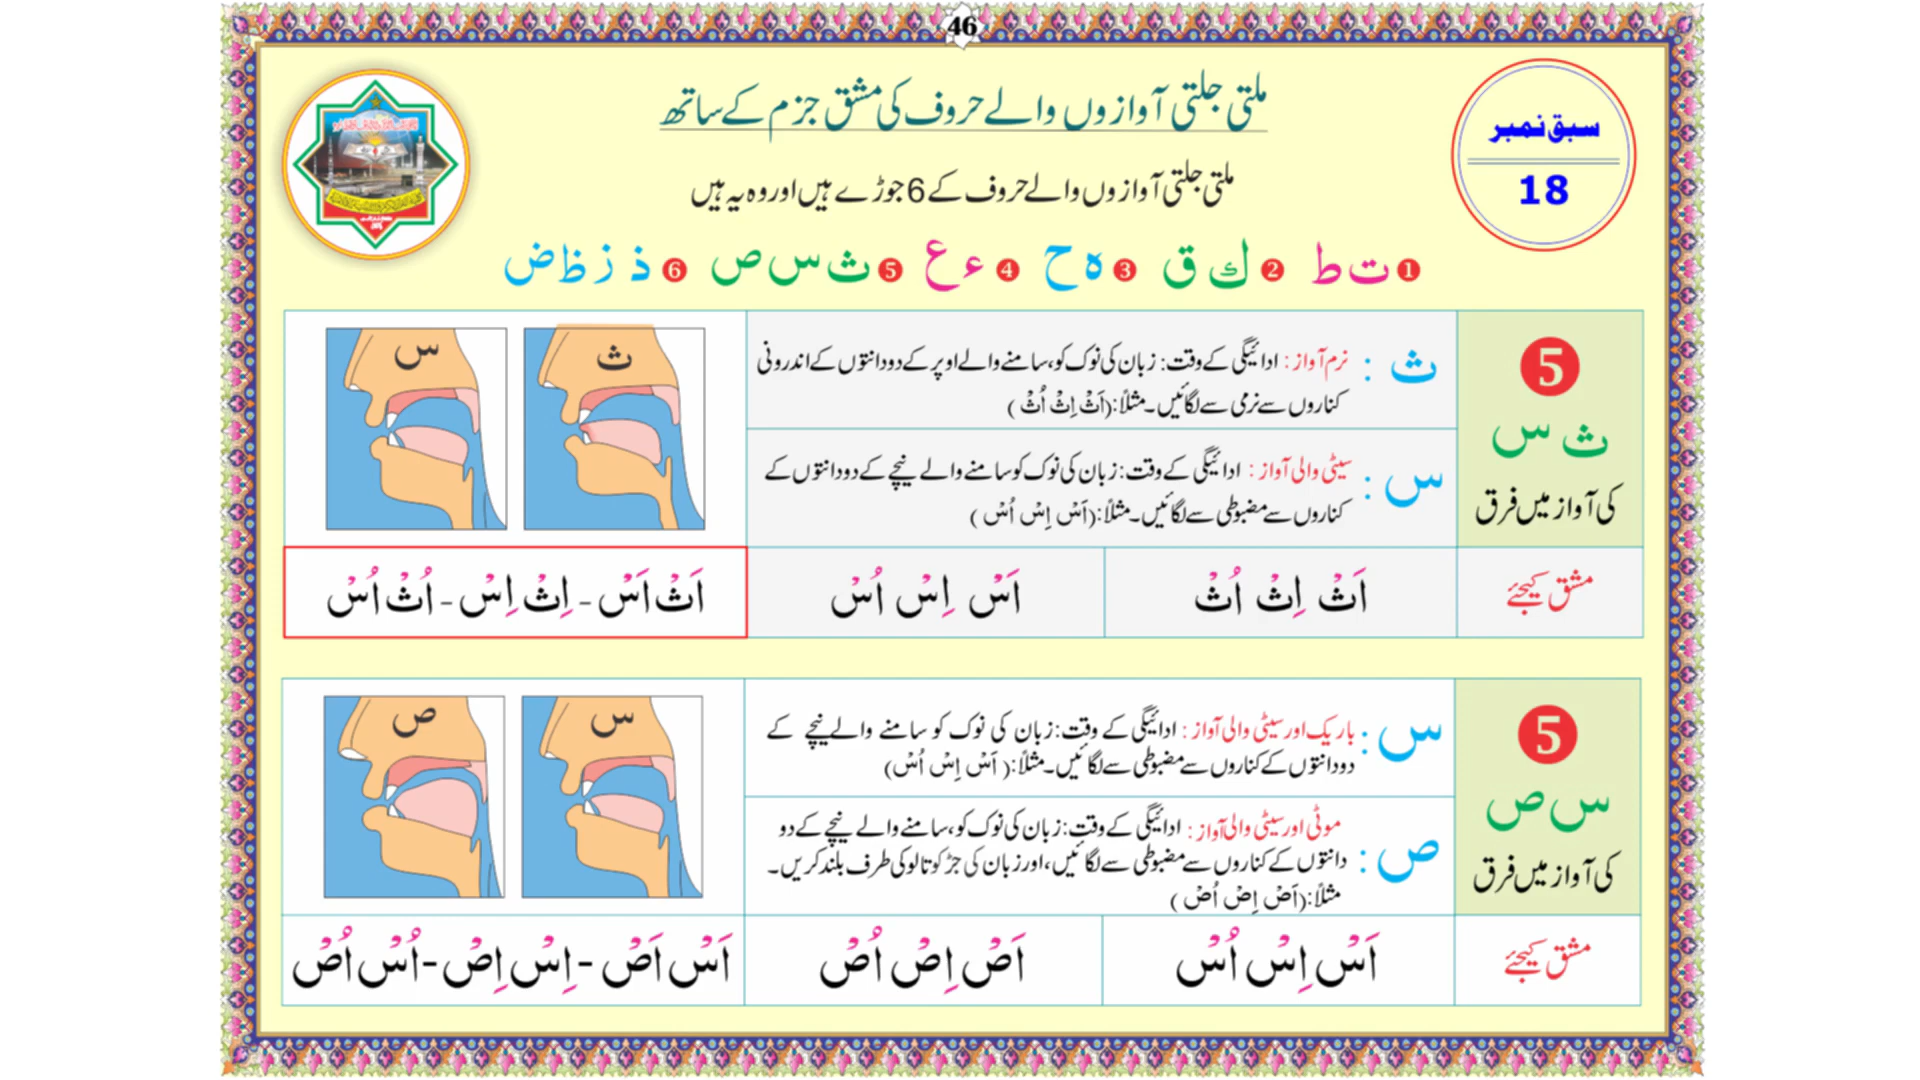 46
ملتی جلتی آوازوں والے حروف کی مشق جزم کے ساتھ
سبق نمبر
18
ملتی جلتی آوازوں والے حروف کے 6 جوڑے ہیں اور وہ یہ ہیں
1 ت ط 2 ك ق 3 ه ح 4 ء ع 5 ث س ص 6 ذ ز ظ ض
5
ث س
کی آواز میں فرق
ث : نرم آواز : ادائیگی کے وقت: زبان کی نوک کو، سامنے والے اوپر کے دو دانتوں کے اندرونی
کناروں سے نرمی سے لگائیں۔ مثلاً: (اَثْ اِثْ اُثْ)
س : سیٹی والی آواز : ادائیگی کے وقت: زبان کی نوک کو سامنے والے نیچے کے دو دانتوں کے
کناروں سے مضبوطی سے لگائیں۔ مثلاً: (اَسْ اِسْ اُسْ)
ث
س
مشق کیجئے
اَثْ اِثْ اُثْ
اَسْ اِسْ اُسْ
اَثْ اَسْ - اِثْ اِسْ - اُثْ اُسْ
5
س ص
کی آواز میں فرق
س : باریک اور سیٹی والی آواز : ادائیگی کے وقت: زبان کی نوک کو سامنے والے نیچے کے
دو دانتوں کے کناروں سے مضبوطی سے لگائیں۔ مثلاً: (اَسْ اِسْ اُسْ)
ص : موٹی اور سیٹی والی آواز : ادائیگی کے وقت: زبان کی نوک کو، سامنے والے نیچے کے دو
دانتوں کے کناروں سے مضبوطی سے لگائیں، اور زبان کی جڑ کو تالو کی طرف بلند کریں۔
مثلاً: (اَصْ اِصْ اُصْ)
س
ص
مشق کیجئے
اَسْ اِسْ اُسْ
اَصْ اِصْ اُصْ
اَسْ اَصْ - اِسْ اِصْ - اُسْ اُصْ